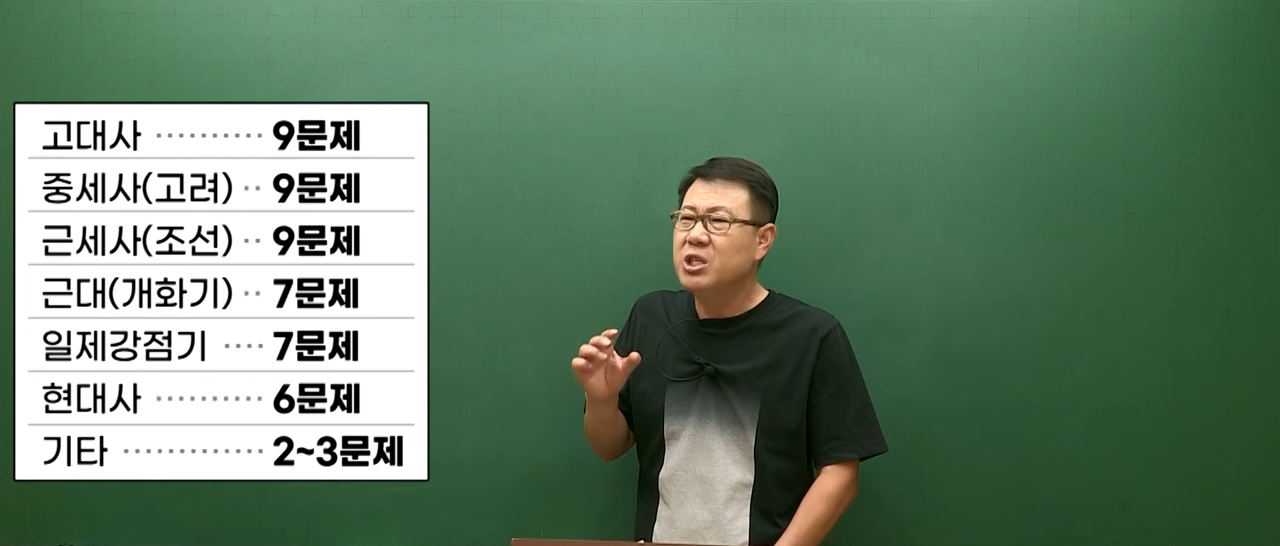 고대사 ·········· 9문제
중세사(고려) ·· 9문제
근세사(조선) ·· 9문제
근대(개화기) ·· 7문제
일제강점기 ···· 7문제
현대사 ·········· 6문제
기타 ············· 2~3문제